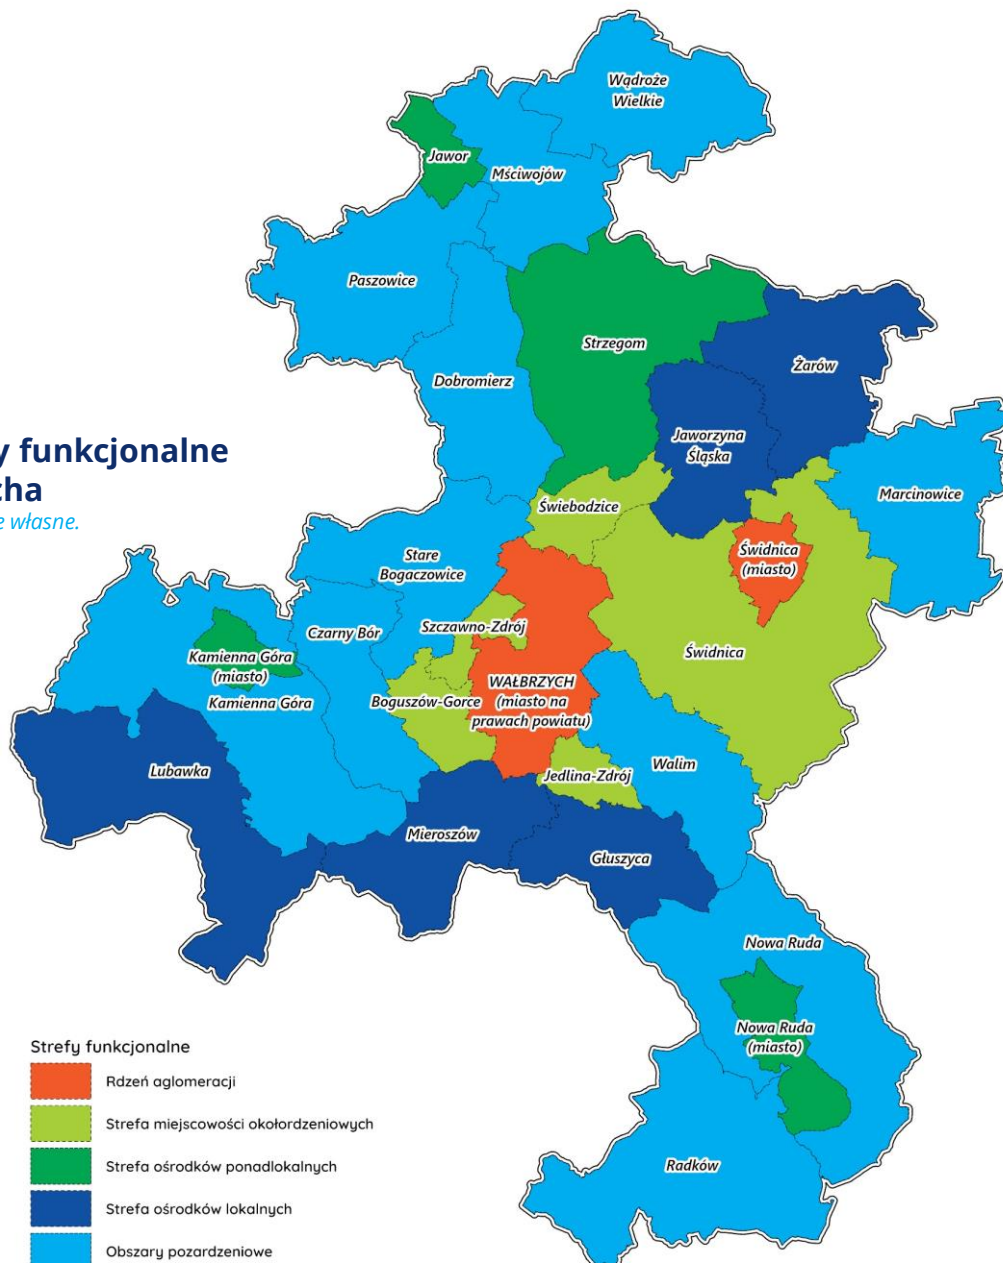 Wądroże
Wielkie
Jawor
Mściwojów
Paszowice
Strzegom
Żarów
Dobromierz
Jaworzyna
Śląska
y funkcjonalne
cha
e własne.
Marcinowice
Świebodzice
Stare
Bogaczowice
Świdnica
(miasto)
Szczawno-Zdrój
Czarny Bór
Kamienna Góra
(miasto)
Świdnica
WAŁBRZYCH
(miasto na
prawach powiatu)
Boguszów-Gorce
Kamienna Góra
Lubawka
Jedlina-Zdrój
Walim
Mieroszów
Głuszyca
Nowa Ruda
Nowa Ruda
(miasto)
Radków
Strefy funkcjonalne
Rdzeń aglomeracji
Strefa miejscowości okołordzeniowych
Strefa ośrodków ponadlokalnych
Strefa ośrodków lokalnych
Obszary pozardzeniowe